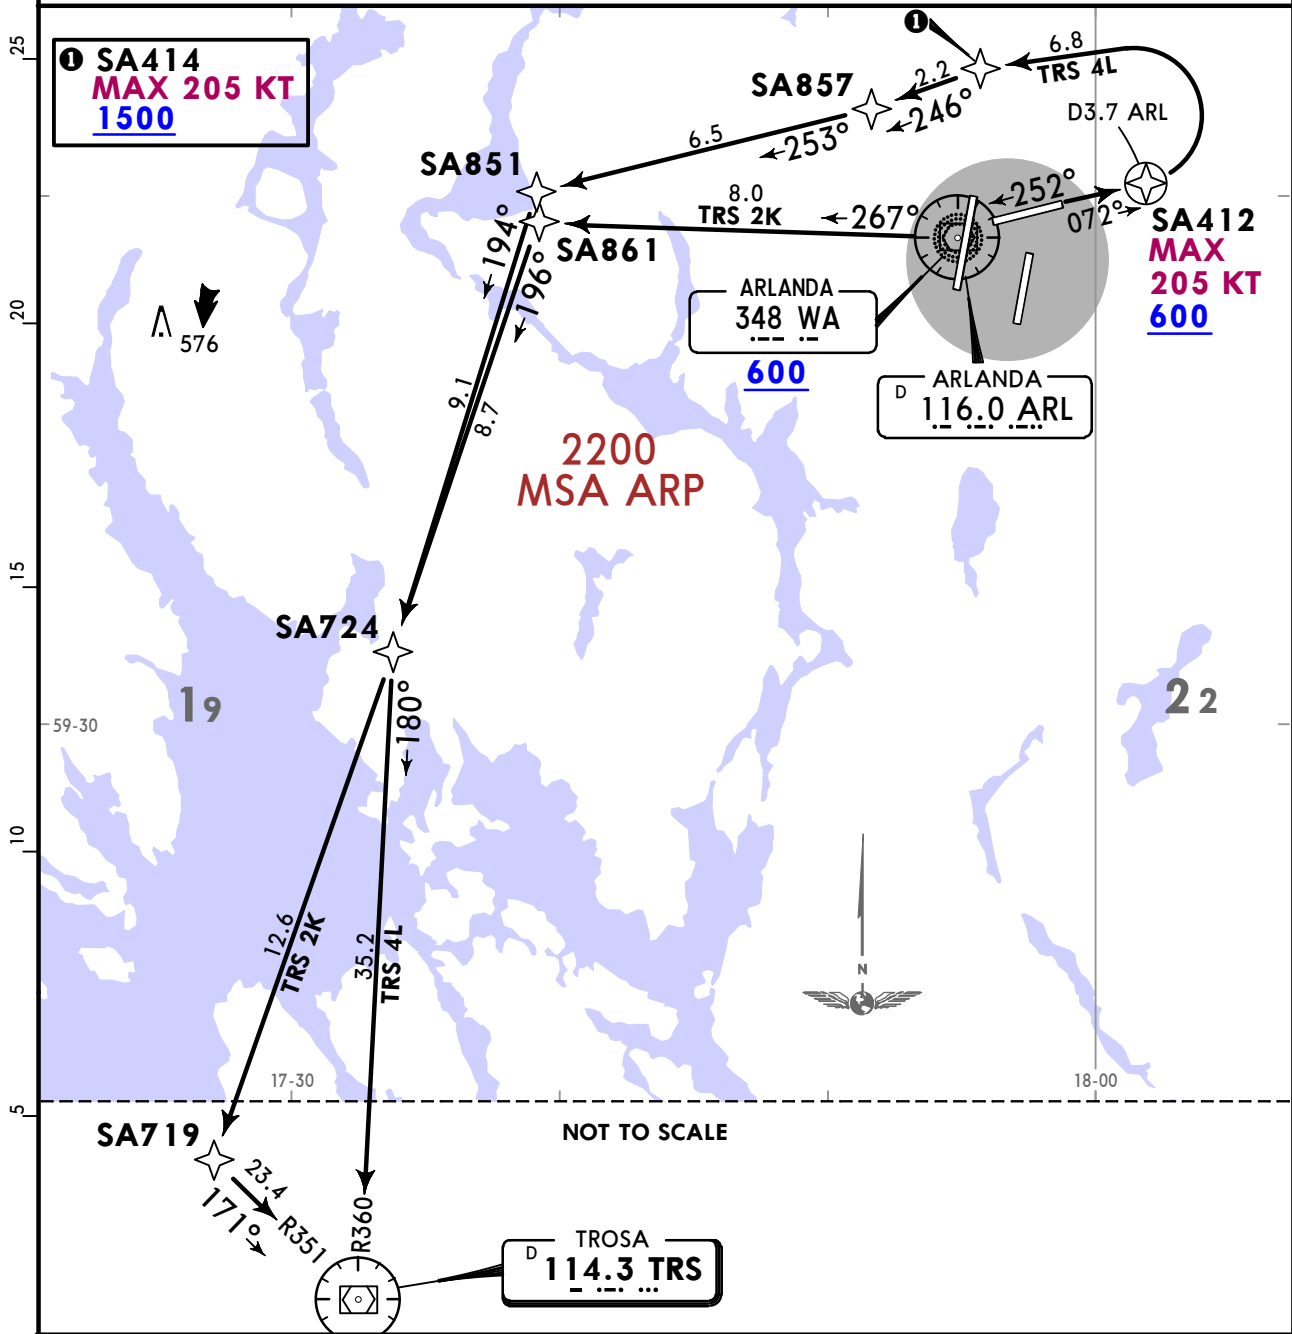 25
❶ SA414
MAX 205 KT
1500
❶
6.8
TRS 4L
2.2
←246°
SA857
D3.7 ARL
6.5
←253°
SA851
8.0
TRS 2K
←267°
←252°
072°→
SA412
MAX
205 KT
600
SA861
←194°
←196°
ARLANDA
348 WA
600
D
ARLANDA
116.0 ARL
20
576
9.1
8.7
2200
MSA ARP
15
SA724
←180°
19
22
59-30
10
12.6
TRS 2K
35.2
TRS 4L
N
17-30
18-00
5
NOT TO SCALE
SA719
23.4
171°→
R351
R360
D
TROSA
114.3 TRS